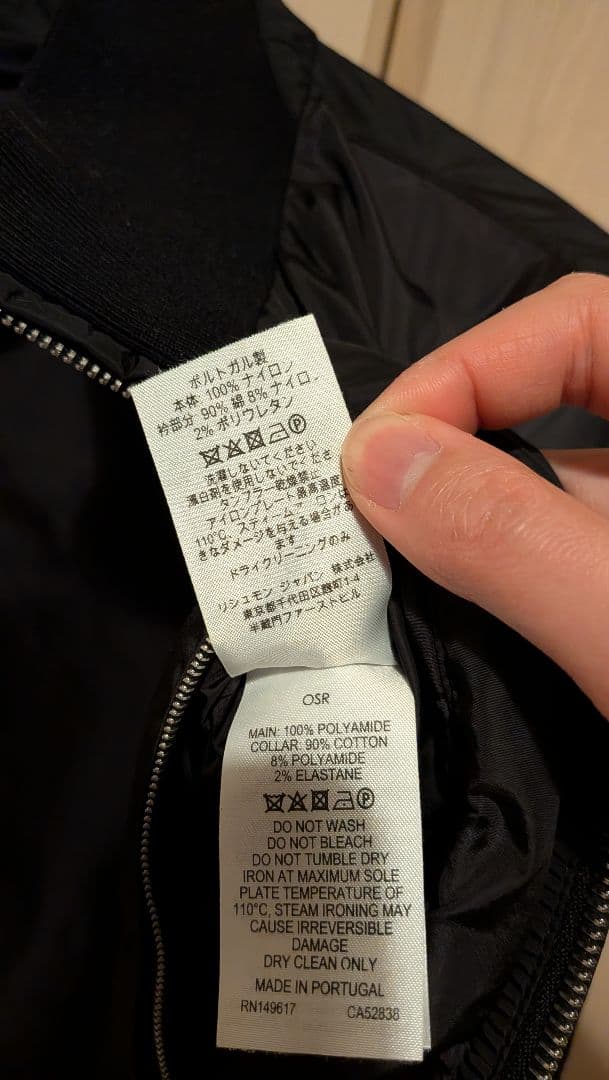 ポルトガル製
本体 100% ナイロン
衿部分 90% 綿 8% ナイロ
2% ポリウレタン
洗濯しないでください
漂白剤を使用しないでくださ
タンブラー乾燥禁止
アイロンプレート最高温度
110°C、スチームアイロンは
きなダメージを与える場合があ
ます
ドライクリーニングのみ
リシュモン ジャパン 株式会社
東京都千代田区麹町1-4
半蔵門ファーストビル
OSR
MAIN: 100% POLYAMIDE
COLLAR: 90% COTTON
8% POLYAMIDE
2% ELASTANE
DO NOT WASH
DO NOT BLEACH
DO NOT TUMBLE DRY
IRON AT MAXIMUM SOLE
PLATE TEMPERATURE OF
110°C, STEAM IRONING MAY
CAUSE IRREVERSIBLE
DAMAGE
DRY CLEAN ONLY
MADE IN PORTUGAL
RN149617 CA52838